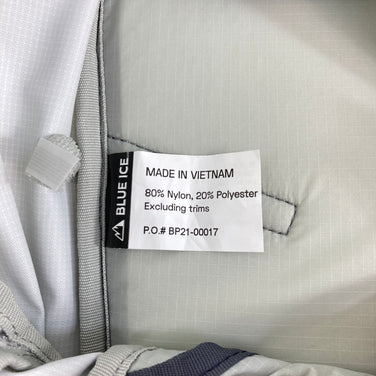 BLUE ICE.
MADE IN VIETNAM
80% Nylon, 20% Polyester
Excluding trims
P.O.# BP21-00017